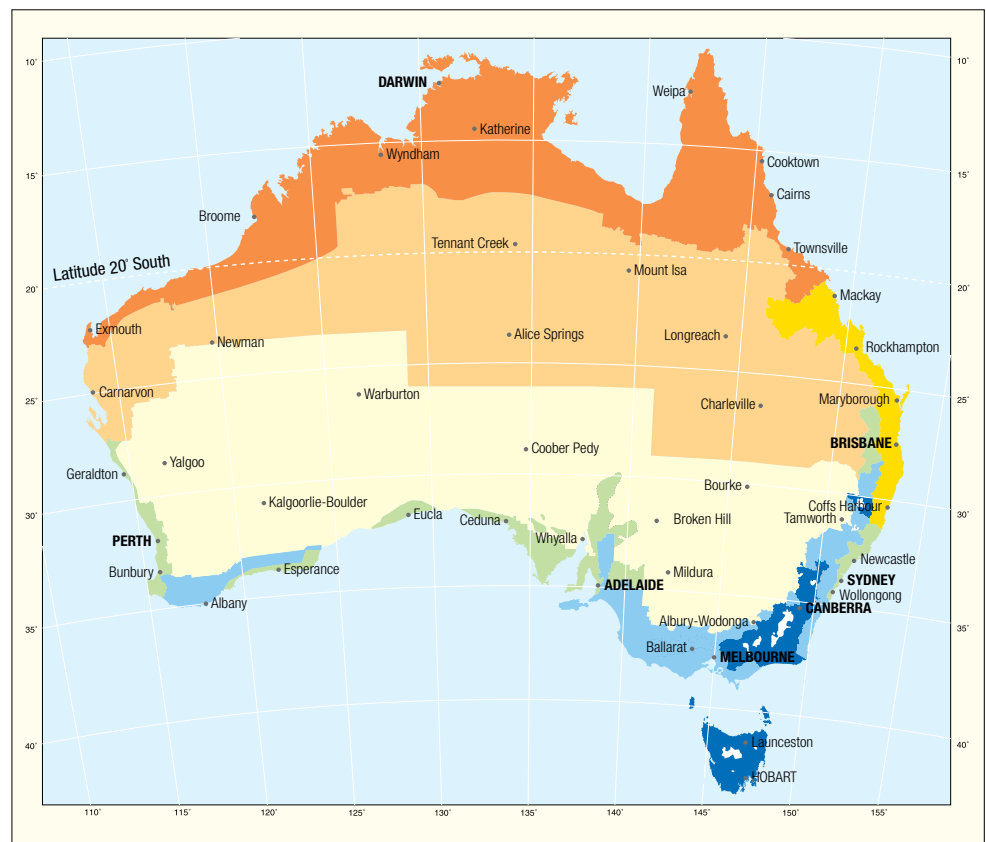 10° 10°
DARWIN
Weipa
Katherine
Wyndham
Cooktown
15° 15°
Cairns
Broome
Tennant Creek
Townsville
Latitude 20° South
Mount Isa
20° 20°
Mackay
Exmouth
Newman
Alice Springs
Longreach
Rockhampton
Carnarvon
Warburton
25° 25°
Charleville
Maryborough
BRISBANE
Coober Pedy
Yalgoo
Geraldton
Bourke
Kalgoorlie-Boulder
Coffs Harbour
30° 30°
Eucla
Ceduna
Broken Hill
Tamworth
PERTH
Whyalla
Newcastle
Bunbury
Esperance
Mildura
ADELAIDE
SYDNEY
Wollongong
Albany
CANBERRA
Albury-Wodonga
35° 35°
Ballarat
MELBOURNE
Launceston
40° 40°
HOBART
110° 115° 120° 125° 130° 135° 140° 145° 150° 155°